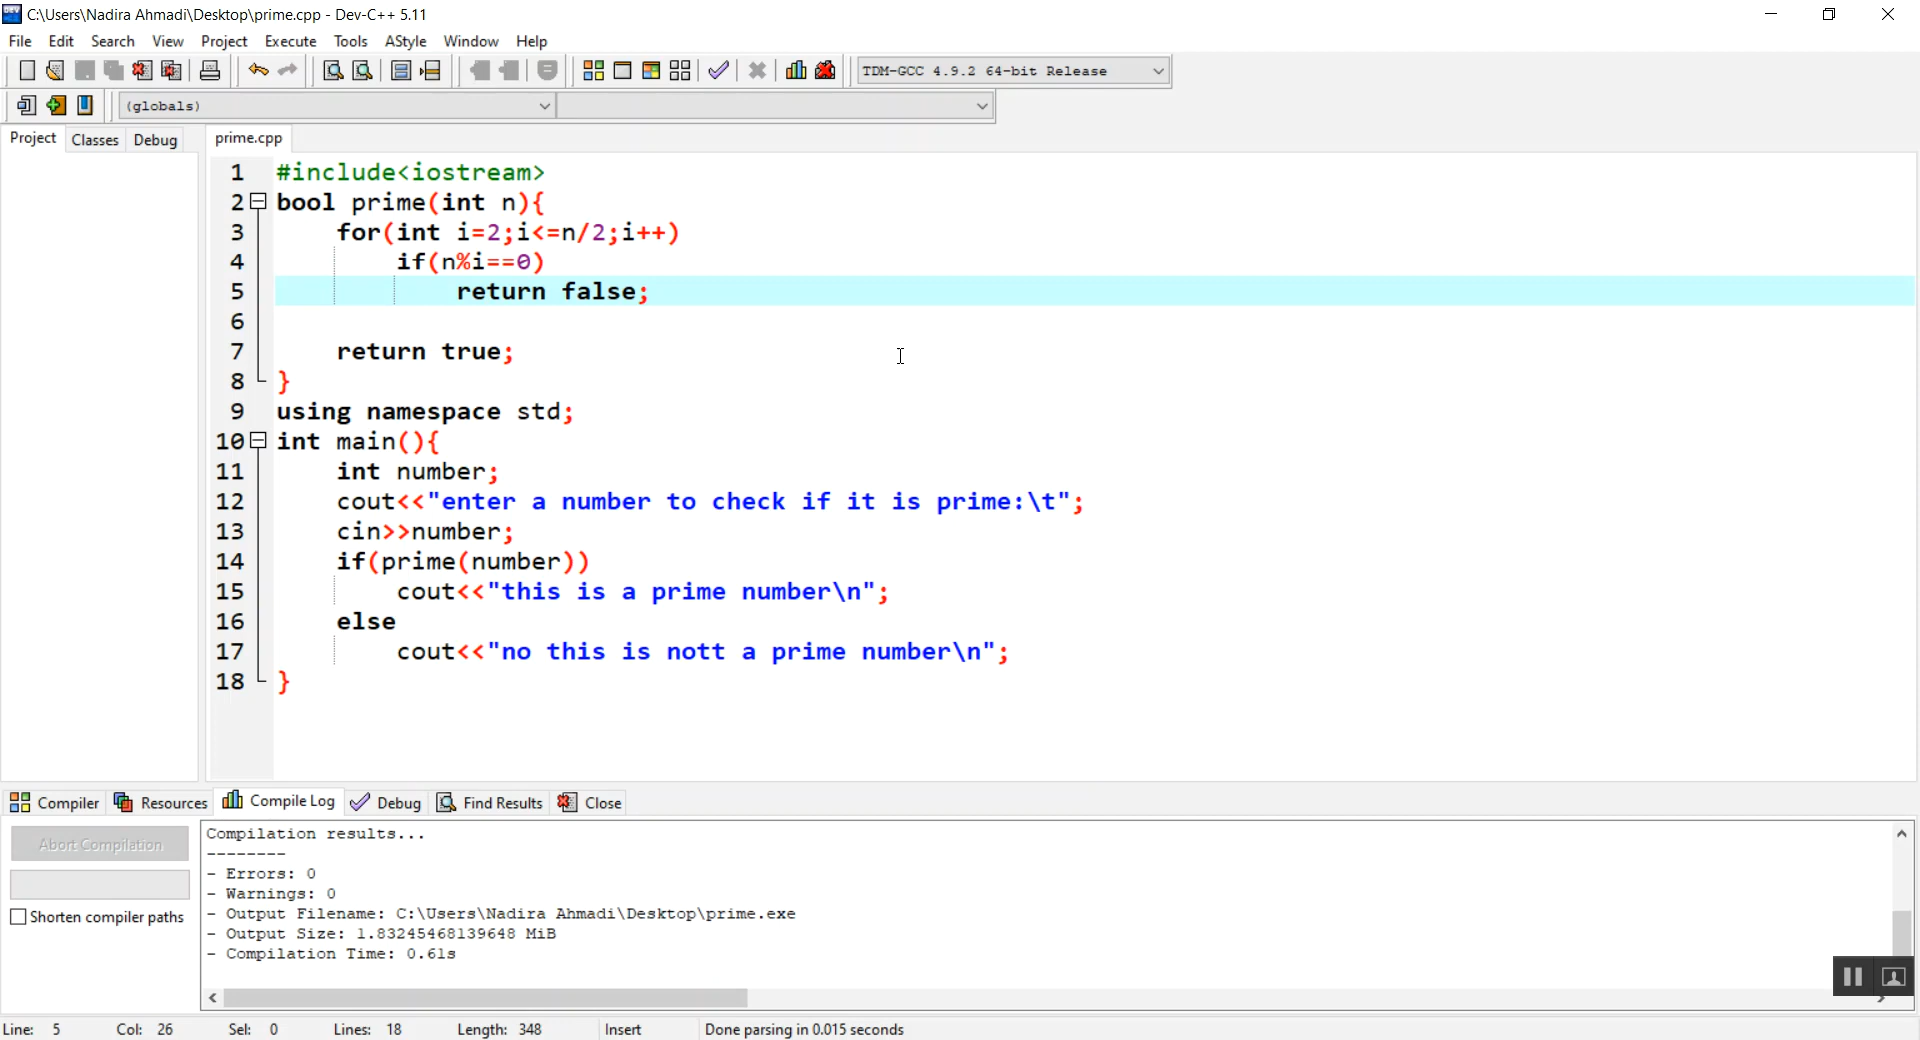 C:\Users\Nadira Ahmadi\Desktop\prime.cpp - Dev-C++ 5.11
File Edit Search View Project Execute Tools AStyle Window Help
TDM-GCC 4.9.2 64-bit Release
(globals)
Project Classes Debug prime.cpp
1 #include<iostream>
2 bool prime(int n){
3 for(int i=2;i<=n/2;i++)
4 if(n%i==0)
5 return false;
6
7 return true;
8 }
9 using namespace std;
10 int main(){
11 int number;
12 cout<<"enter a number to check if it is prime:\t";
13 cin>>number;
14 if(prime(number))
15 cout<<"this is a prime number\n";
16 else
17 cout<<"no this is nott a prime number\n";
18 }
Compiler Resources Compile Log Debug Find Results Close
Abort Compilation
Shorten compiler paths
Compilation results...
--------
- Errors: 0
- Warnings: 0
- Output Filename: C:\Users\Nadira Ahmadi\Desktop\prime.exe
- Output Size: 1.83245468139648 MiB
- Compilation Time: 0.61s
Line: 5 Col: 26 Sel: 0 Lines: 18 Length: 348 Insert Done parsing in 0.015 seconds